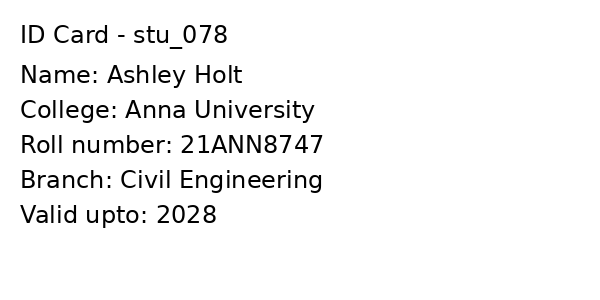 ID Card - stu_078
Name: Ashley Holt
College: Anna University
Roll number: 21ANN8747
Branch: Civil Engineering
Valid upto: 2028